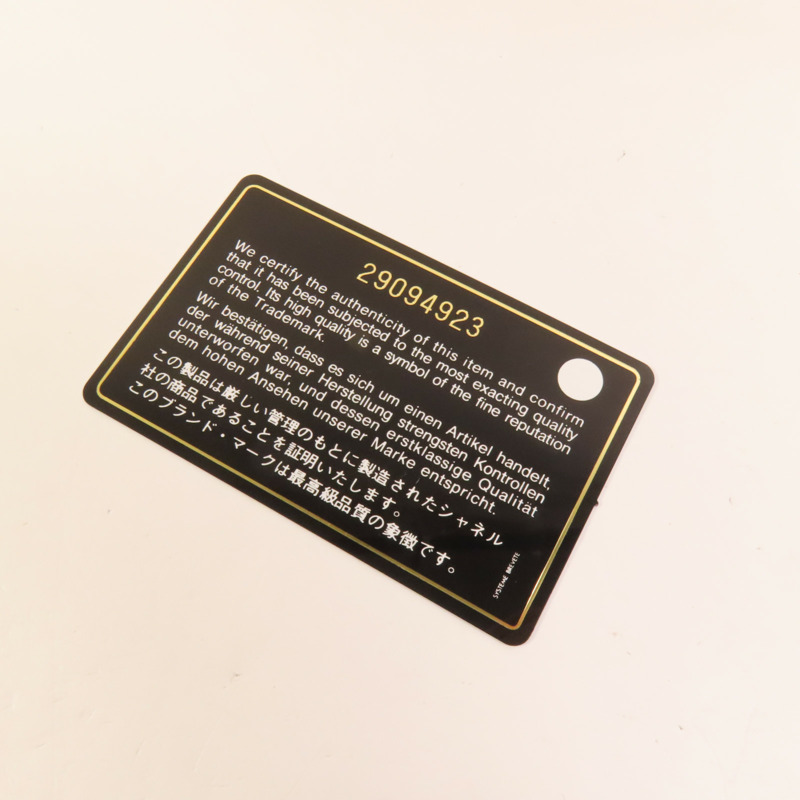 29094923
We certify the authenticity of this item and confirm
that it has been subjected to the most exacting quality
control. Its high quality is a symbol of the fine reputation
of the Trademark.
Wir bestätigen, dass es sich um einen Artikel handelt,
der während seiner Herstellung strengsten Kontrollen
unterworfen war, und dessen erstklassige Qualität
dem hohen Ansehen unserer Marke entspricht.
この製品は厳しい管理のもとに製造されたシャネル
社の商品であることを証明いたします。
このブランド・マークは最高級品質の象徴です。
SYSTEME BREVETE